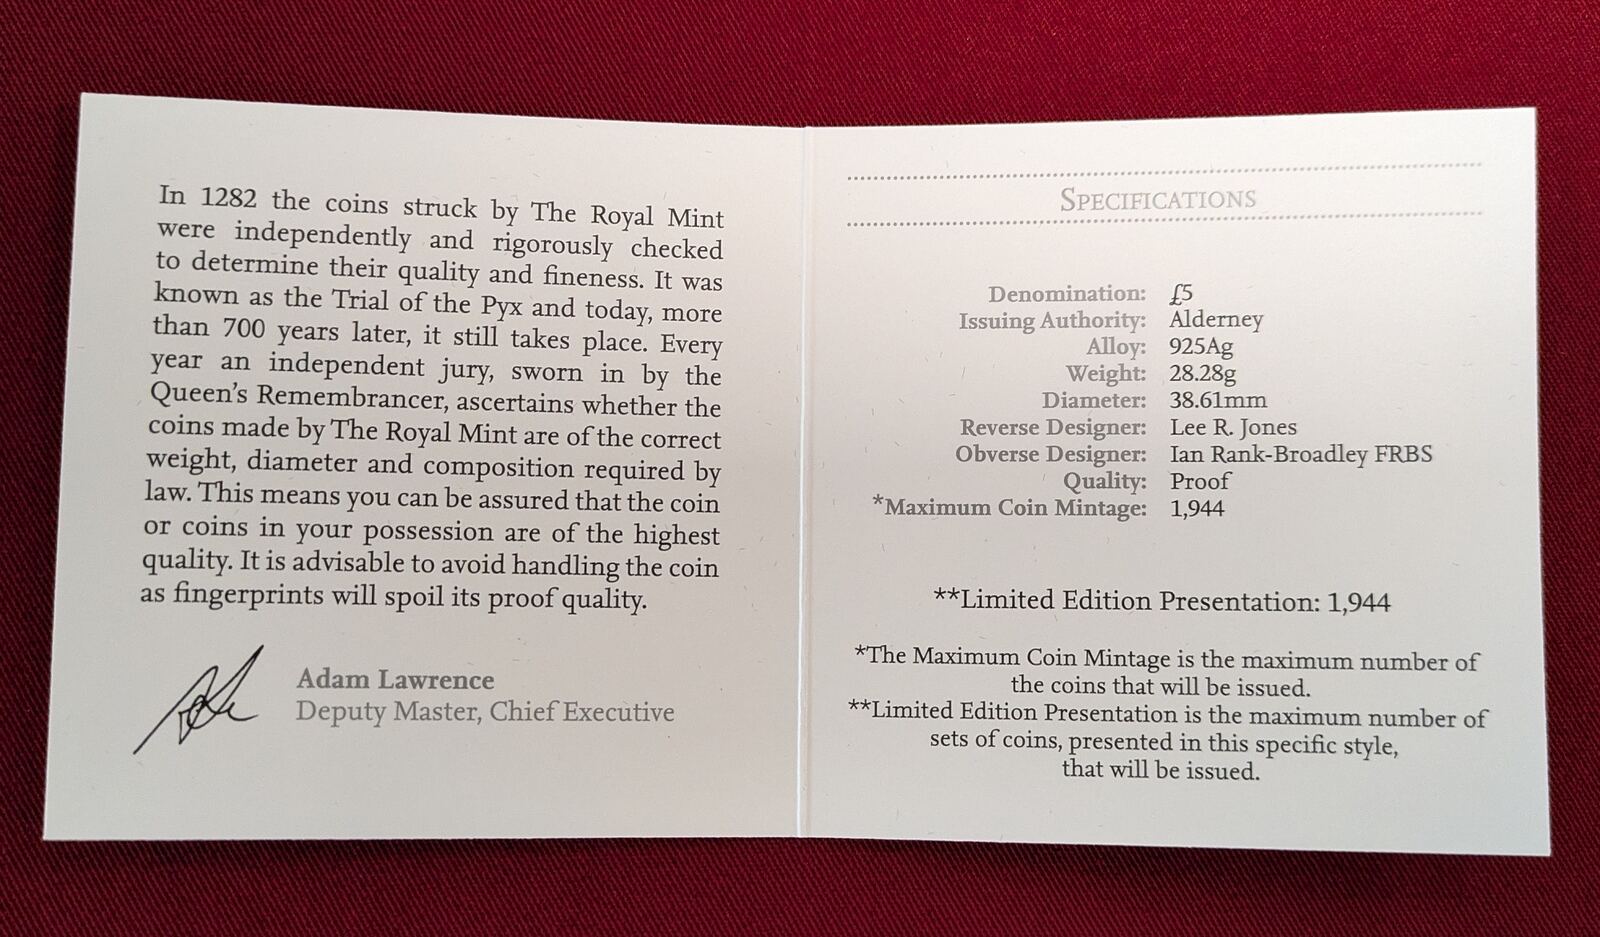 In 1282 the coins struck by The Royal Mint
were independently and rigorously checked
to determine their quality and fineness. It was
known as the Trial of the Pyx and today, more
than 700 years later, it still takes place. Every
year an independent jury, sworn in by the
Queen's Remembrancer, ascertains whether the
coins made by The Royal Mint are of the correct
weight, diameter and composition required by
law. This means you can be assured that the coin
or coins in your possession are of the highest
quality. It is advisable to avoid handling the coin
as fingerprints will spoil its proof quality.
Adam Lawrence
Deputy Master, Chief Executive
SPECIFICATIONS
Denomination: £5
Issuing Authority: Alderney
Alloy: 925Ag
Weight: 28.28g
Diameter: 38.61mm
Reverse Designer: Lee R. Jones
Obverse Designer: Ian Rank-Broadley FRBS
Quality: Proof
*Maximum Coin Mintage: 1,944
**Limited Edition Presentation: 1,944
*The Maximum Coin Mintage is the maximum number of
the coins that will be issued.
**Limited Edition Presentation is the maximum number of
sets of coins, presented in this specific style,
that will be issued.